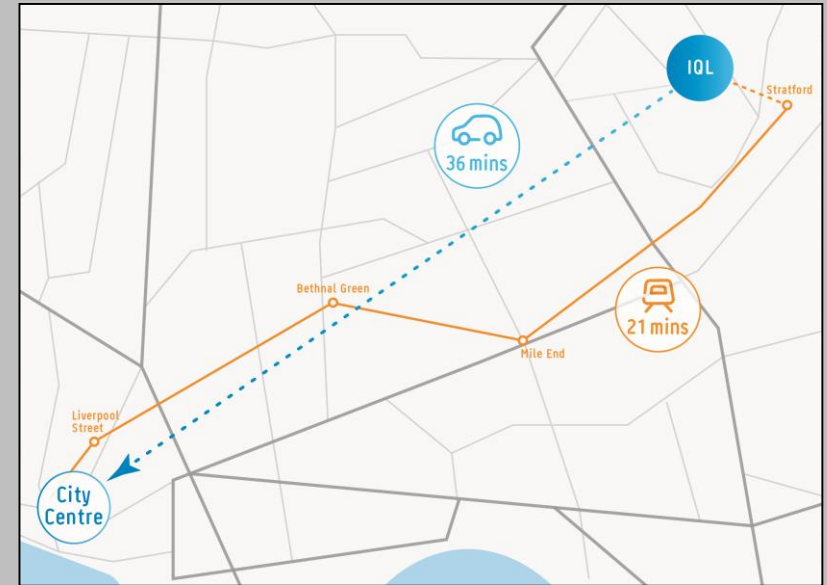 IQL
Stratford
36 mins
Bethnal Green
21 mins
Mile End
Liverpool
Street
City
Centre